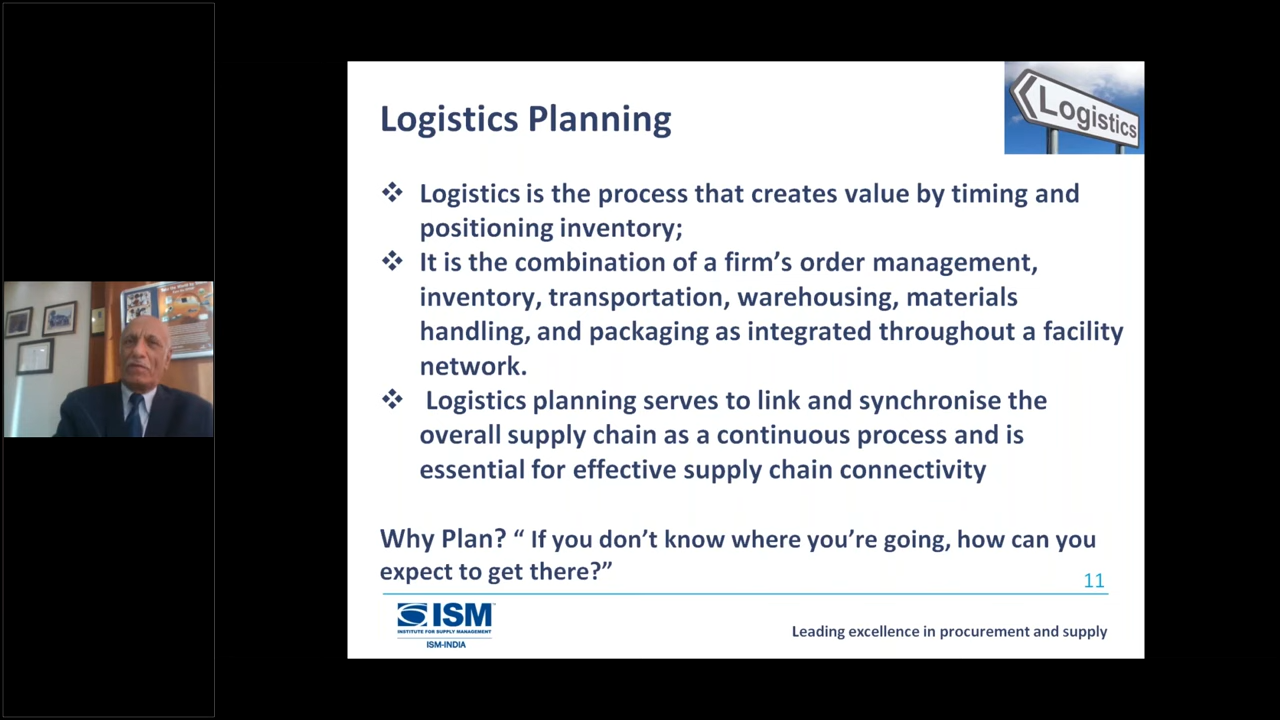 Logistics
Logistics Planning
❖ Logistics is the process that creates value by timing and
positioning inventory;
❖ It is the combination of a firm’s order management,
inventory, transportation, warehousing, materials
handling, and packaging as integrated throughout a facility
network.
❖ Logistics planning serves to link and synchronise the
overall supply chain as a continuous process and is
essential for effective supply chain connectivity
Why Plan? “ If you don’t know where you’re going, how can you
expect to get there?”
11
ISM
INSTITUTE FOR SUPPLY MANAGEMENT
ISM-INDIA
Leading excellence in procurement and supply